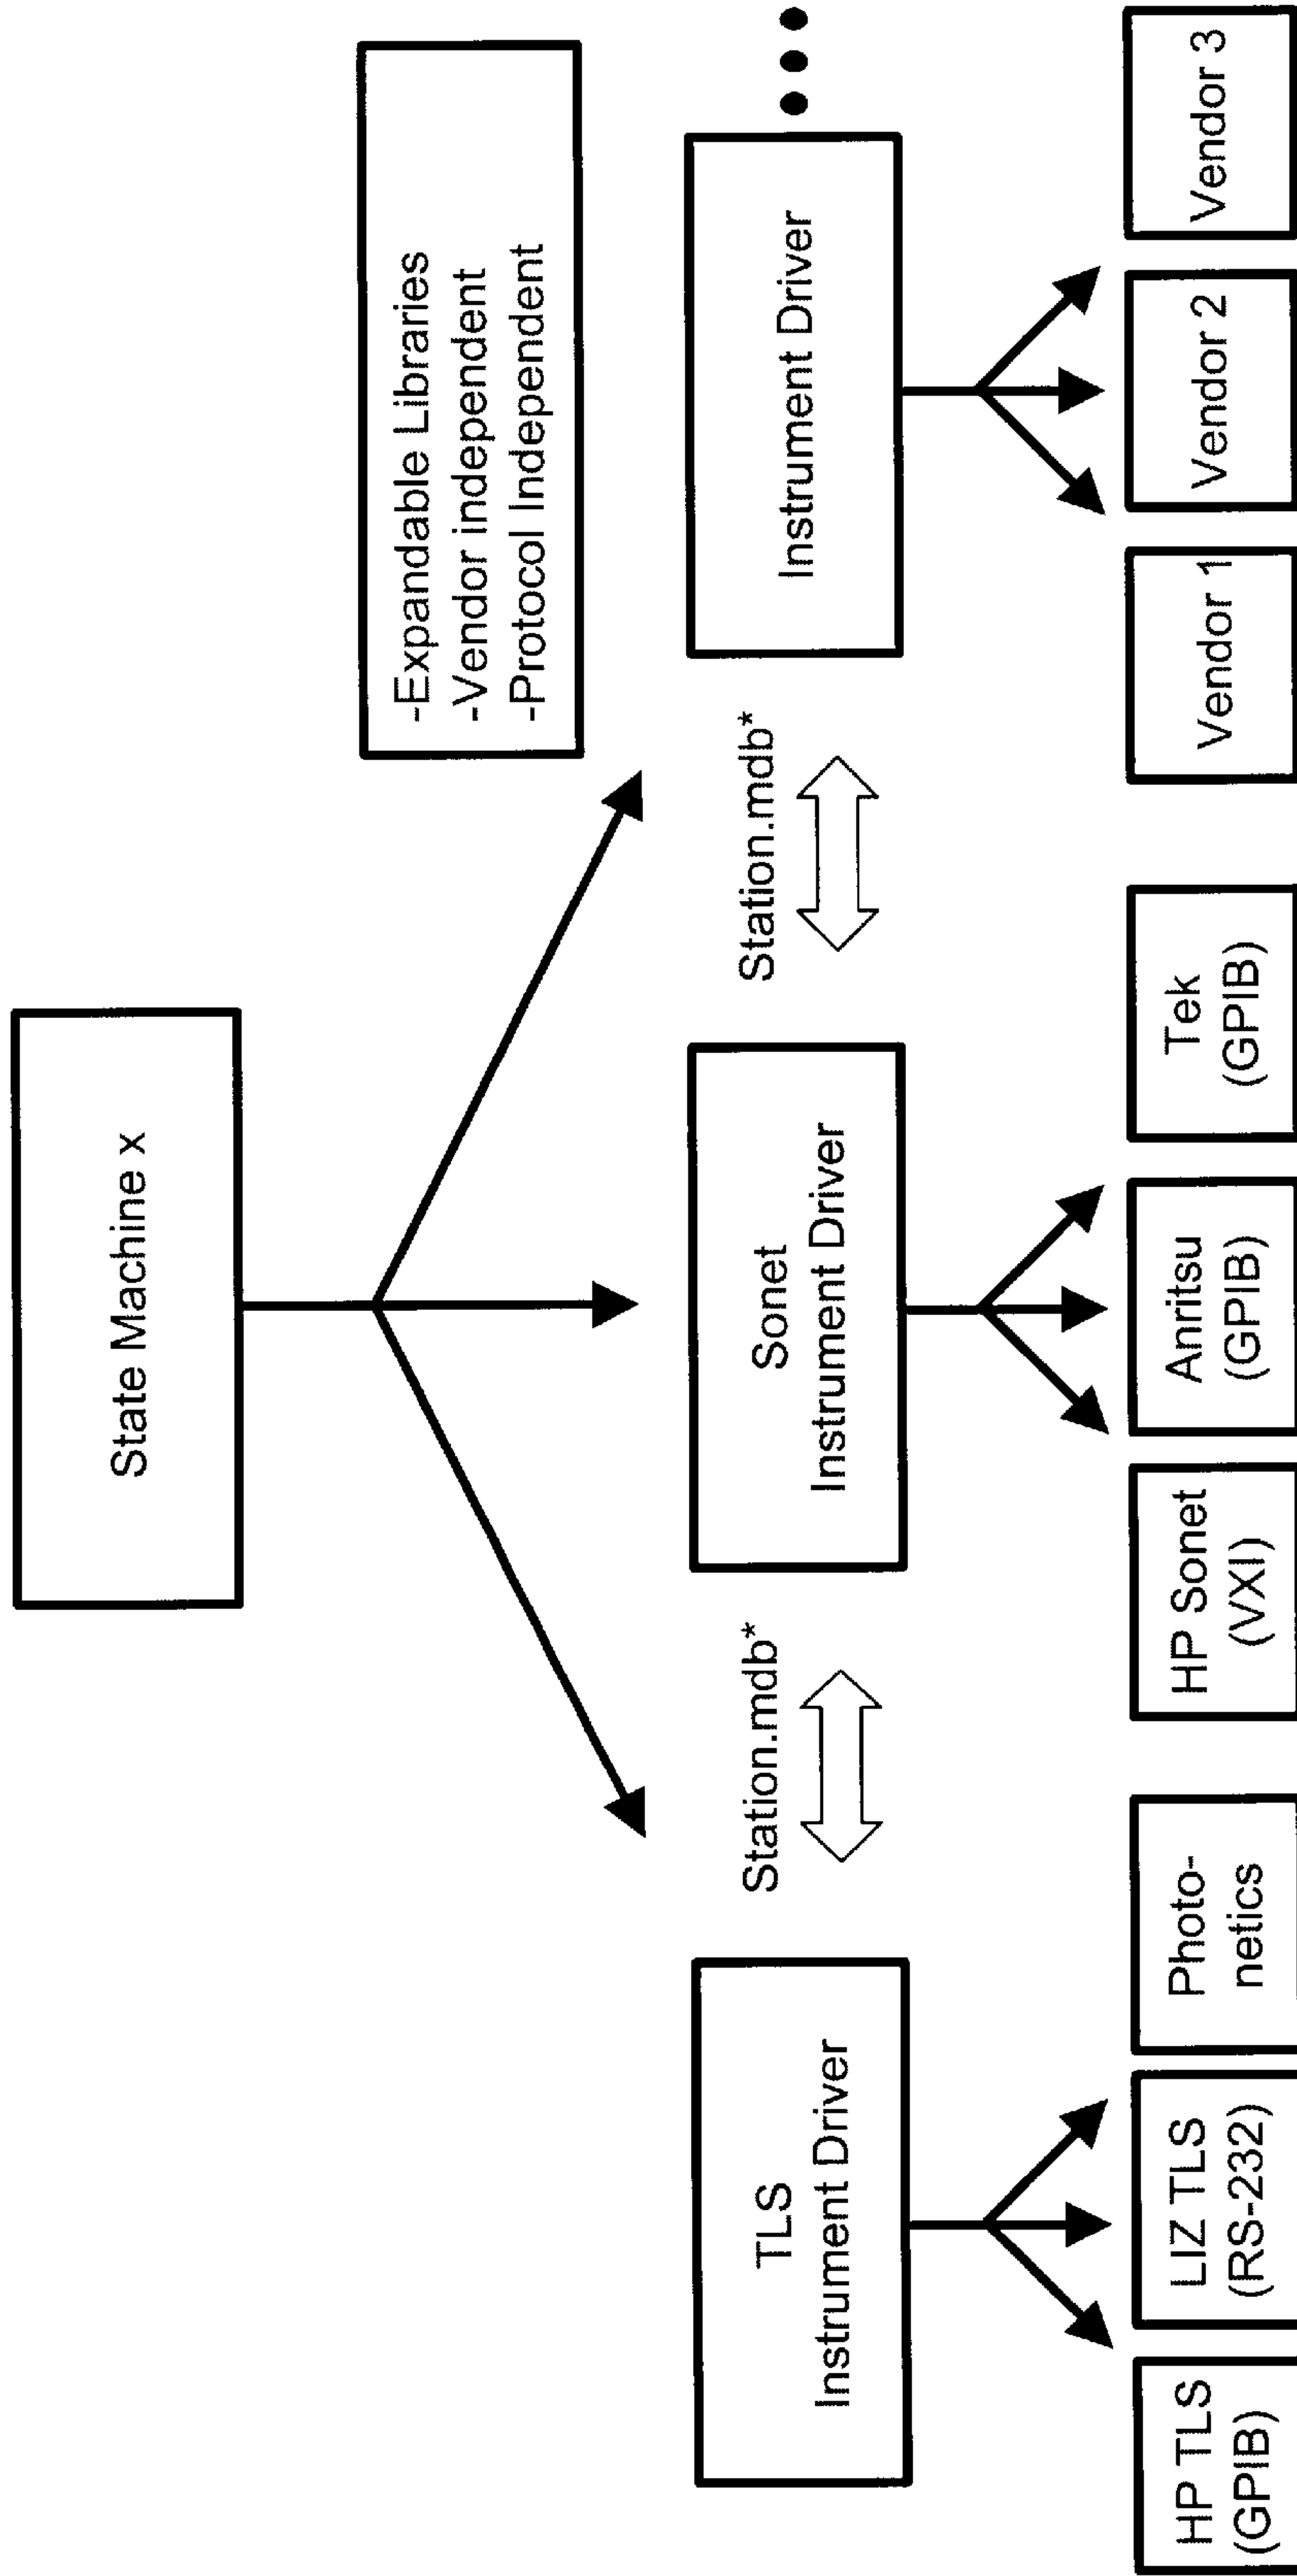 State Machine x
-Expandable Libraries
-Vendor independent
-Protocol Independent
TLS
Instrument Driver
Station.mdb*
Sonet
Instrument Driver
Station.mdb*
Instrument Driver
HP TLS
(GPIB)
LIZ TLS
(RS-232)
Photo-
netics
HP Sonet
(VXI)
Anritsu
(GPIB)
Tek
(GPIB)
Vendor 1
Vendor 2
Vendor 3